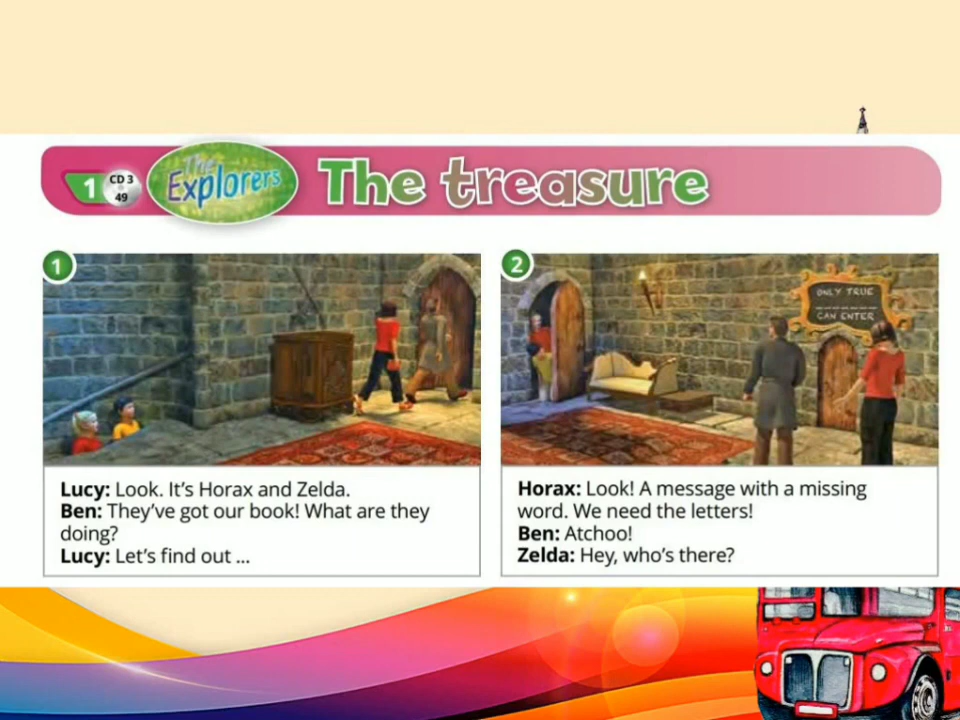 1
CD 3
49
The
Explorers
The treasure
1
2
ONLY TRUE
_ _ _ _ _ _ _
CAN ENTER
Lucy: Look. It's Horax and Zelda.
Ben: They've got our book! What are they
doing?
Lucy: Let's find out ...
Horax: Look! A message with a missing
word. We need the letters!
Ben: Atchoo!
Zelda: Hey, who's there?